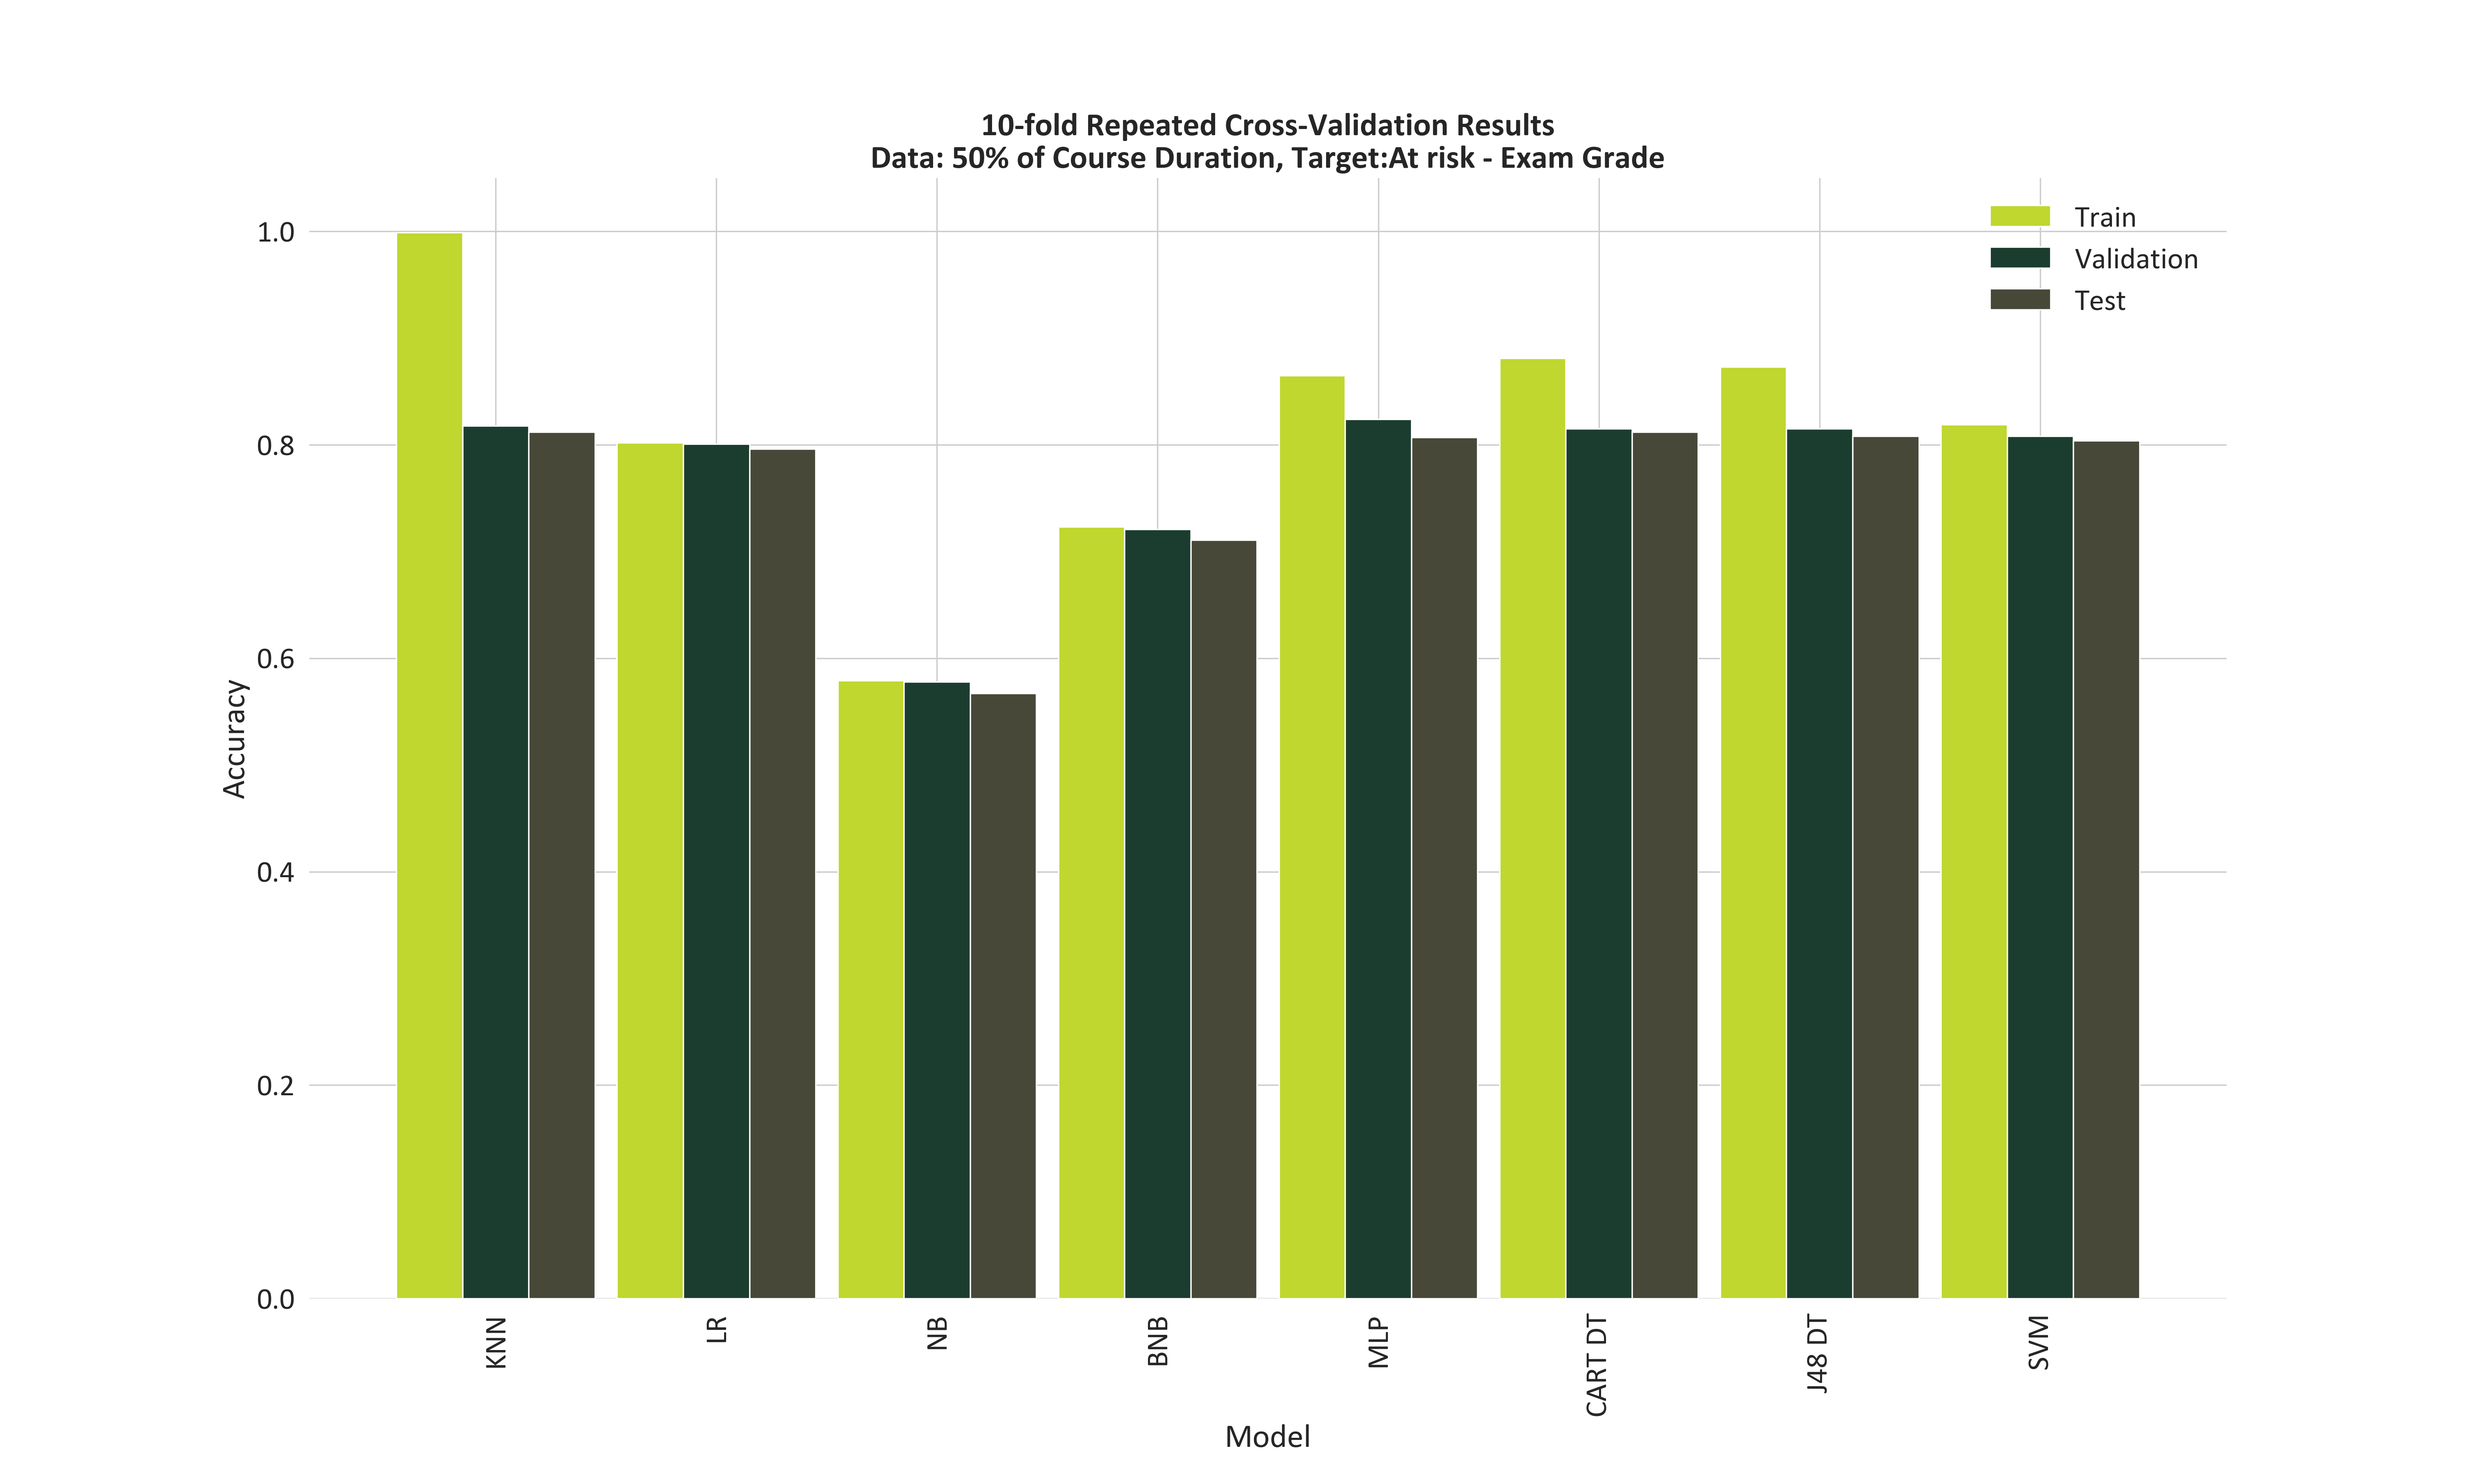 10-fold Repeated Cross-Validation Results
Data: 50% of Course Duration, Target:At risk - Exam Grade
Train
Validation
Test
Accuracy
1.0
0.8
0.6
0.4
0.2
0.0
KNN
LR
NB
BNB
MLP
CART DT
J48 DT
SVM
Model